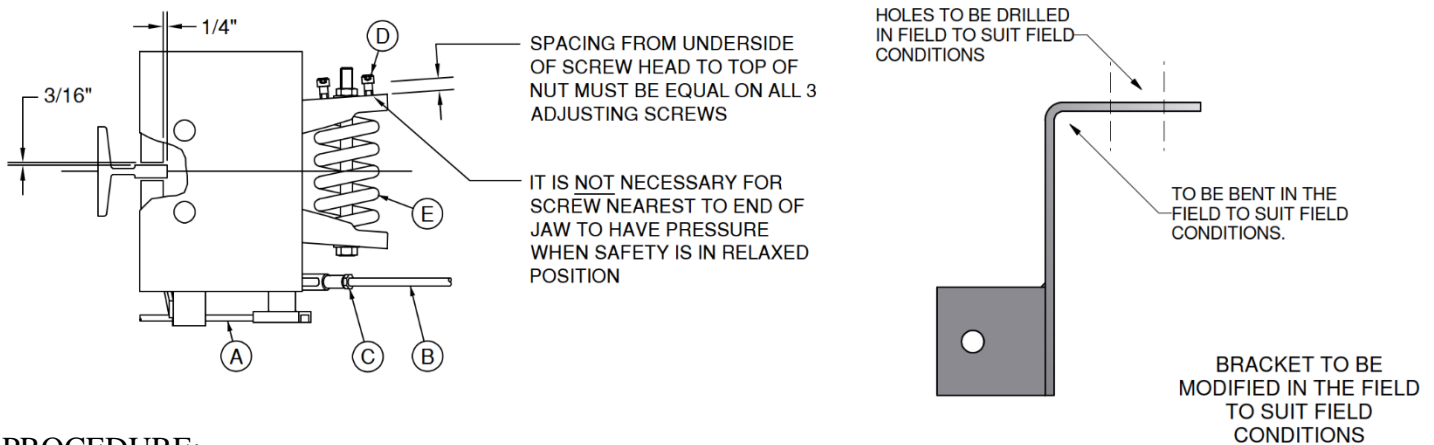 1/4"
3/16"
D
SPACING FROM UNDERSIDE
OF SCREW HEAD TO TOP OF
NUT MUST BE EQUAL ON ALL 3
ADJUSTING SCREWS
IT IS NOT NECESSARY FOR
SCREW NEAREST TO END OF
JAW TO HAVE PRESSURE
WHEN SAFETY IS IN RELAXED
POSITION
E
A
C
B
HOLES TO BE DRILLED
IN FIELD TO SUIT FIELD
CONDITIONS
TO BE BENT IN THE
FIELD TO SUIT FIELD
CONDITIONS.
BRACKET TO BE
MODIFIED IN THE FIELD
TO SUIT FIELD
CONDITIONS
PROCEDURE: